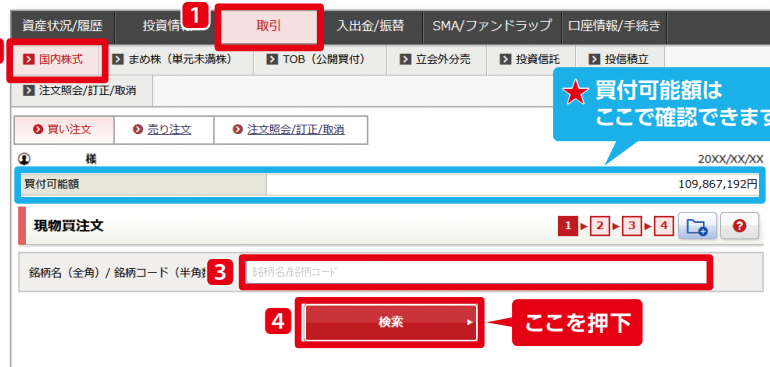 資産状況/履歴 投資情報 1 取引 入出金/振替 SMA/ファンドラップ 口座情報/手続き
国内株式 まめ株（単元未満株） TOB（公開買付） 立会外分売 投資信託 投信積立
注文照会/訂正/取消
★ 買付可能額は
ここで確認できます
買い注文 売り注文 注文照会/訂正/取消
様 20XX/XX/XX
買付可能額 109,867,192円
現物買注文 1 2 3 4 ?
銘柄名（全角）/ 銘柄コード（半角 3 銘柄名/銘柄コード
4 検索 ここを押下